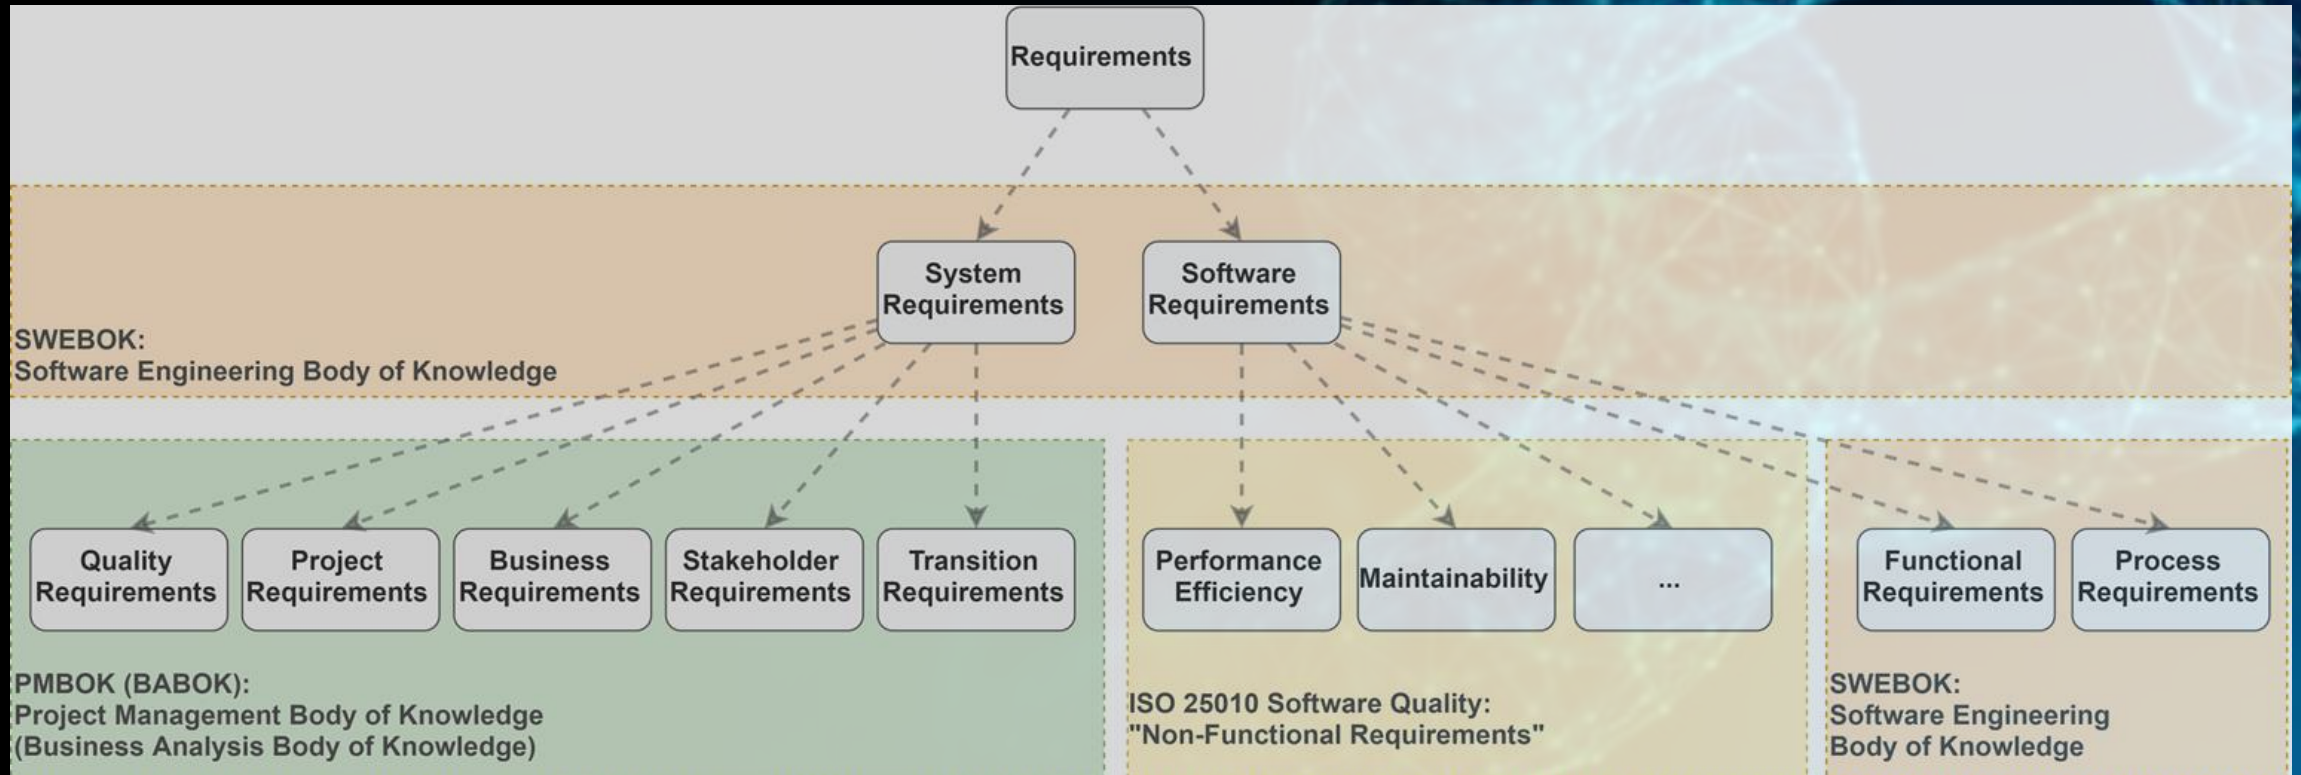 Requirements
System
Requirements
Software
Requirements
SWEBOK:
Software Engineering Body of Knowledge
Quality
Requirements
Project
Requirements
Business
Requirements
Stakeholder
Requirements
Transition
Requirements
Performance
Efficiency
Maintainability
...
Functional
Requirements
Process
Requirements
PMBOK (BABOK):
Project Management Body of Knowledge
(Business Analysis Body of Knowledge)
ISO 25010 Software Quality:
"Non-Functional Requirements"
SWEBOK:
Software Engineering
Body of Knowledge